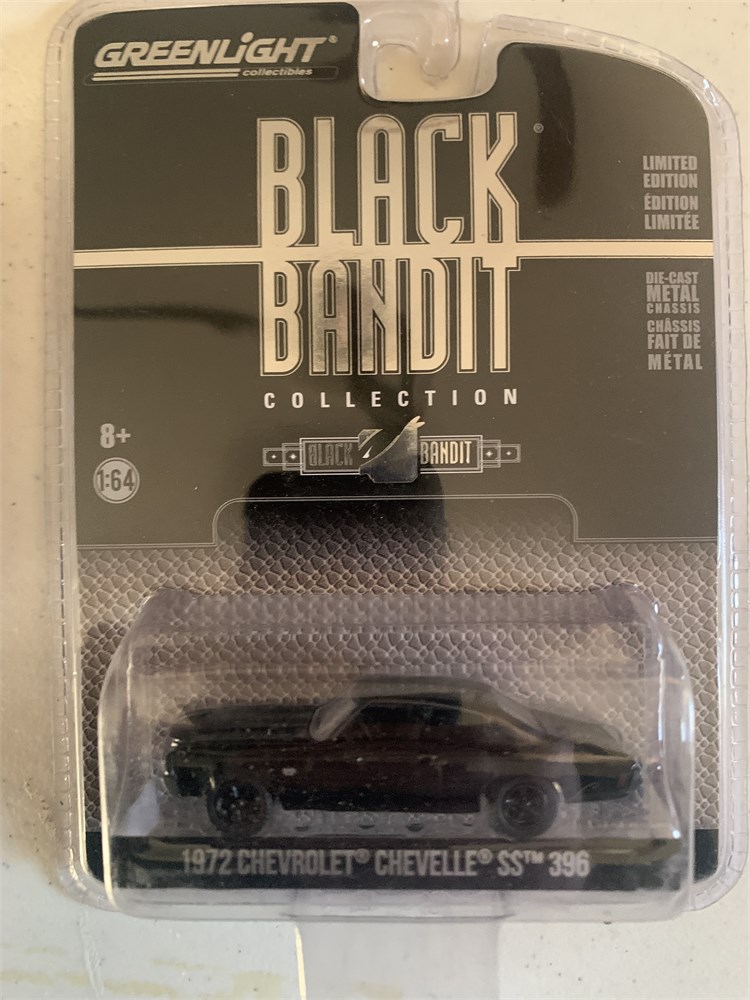 GREENLiGHT®
collectibles
BLACK®
BANDIT
COLLECTION
BLACK BANDIT
LIMITED
EDITION
ÉDITION
LIMITÉE
DIE-CAST
METAL
CHASSIS
CHÂSSIS
FAIT DE
MÉTAL
8+
1:64
1972 CHEVROLET® CHEVELLE® SS™ 396